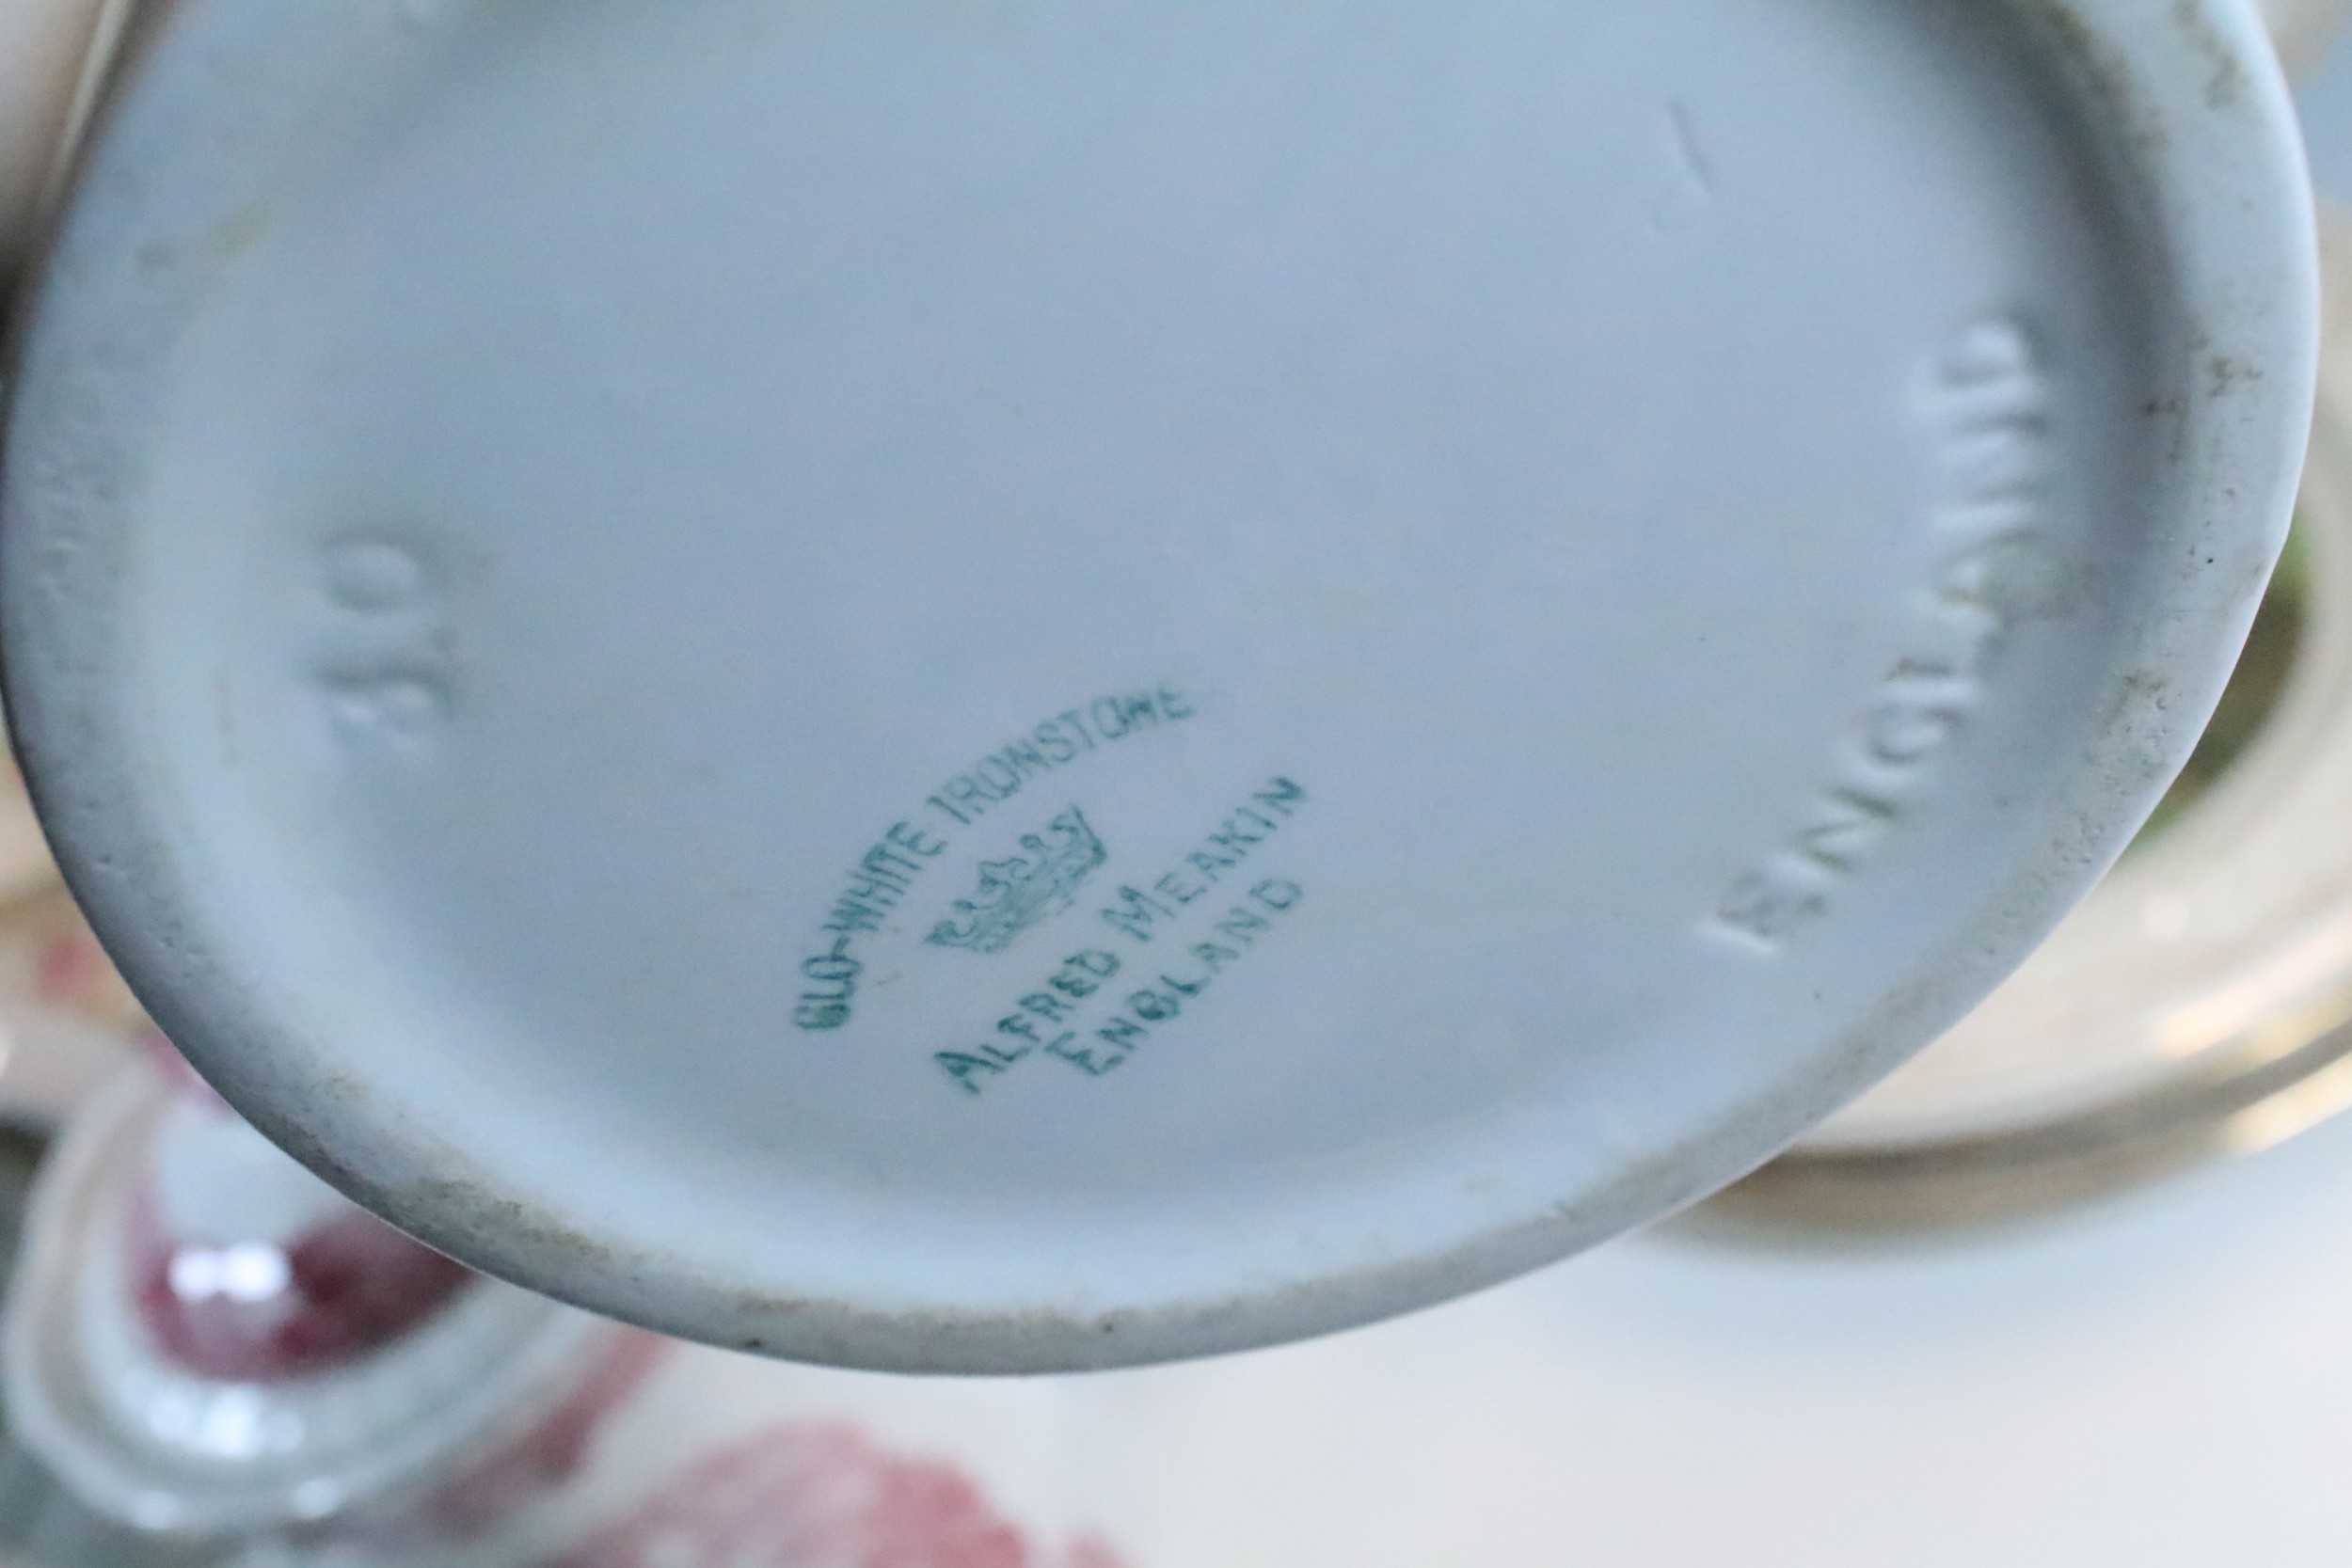 GLO-WHITE IRONSTONE
ALFRED MEAKIN
ENGLAND
ENGLAND